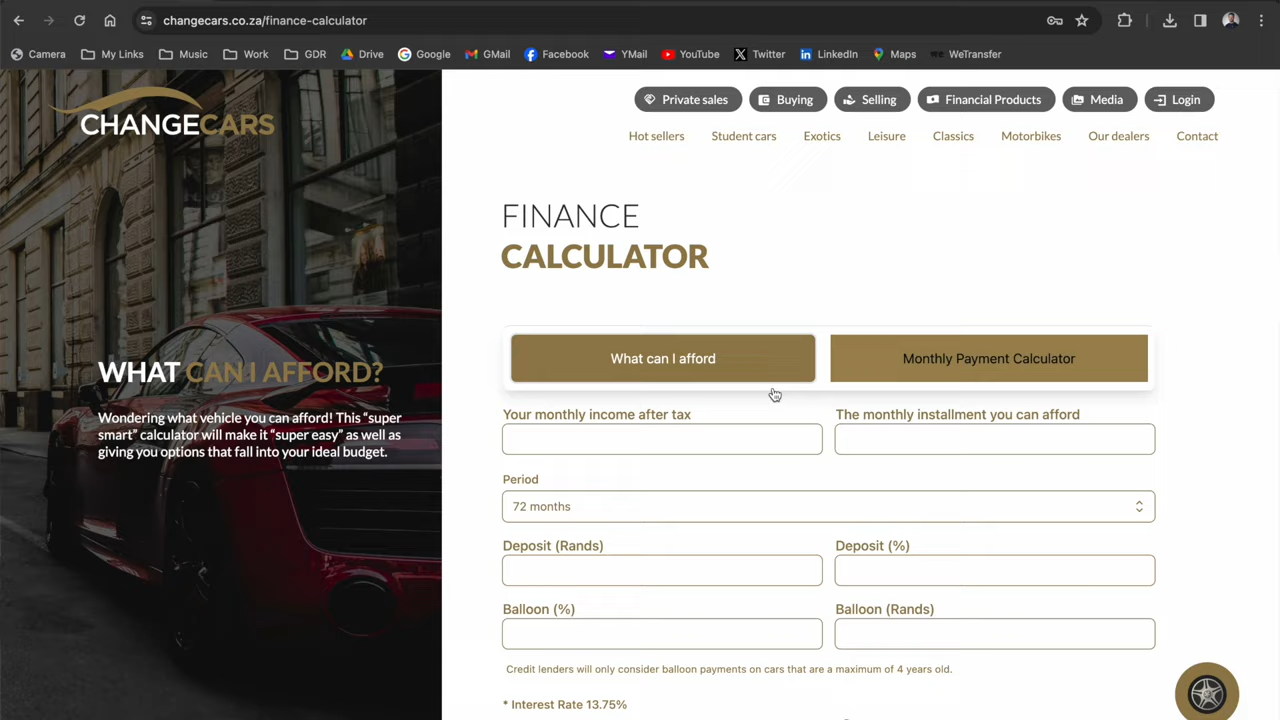 changecars.co.za/finance-calculator
Camera My Links Music Work GDR Drive Google GMail Facebook YMail YouTube Twitter LinkedIn Maps WeTransfer
CHANGECARS
Private sales Buying Selling Financial Products Media Login
Hot sellers Student cars Exotics Leisure Classics Motorbikes Our dealers Contact
FINANCE
CALCULATOR
WHAT CAN I AFFORD?
Wondering what vehicle you can afford! This “super
smart” calculator will make it “super easy” as well as
giving you options that fall into your ideal budget.
What can I afford Monthly Payment Calculator
Your monthly income after tax The monthly installment you can afford
Period
72 months
Deposit (Rands) Deposit (%)
Balloon (%) Balloon (Rands)
Credit lenders will only consider balloon payments on cars that are a maximum of 4 years old.
* Interest Rate 13.75%